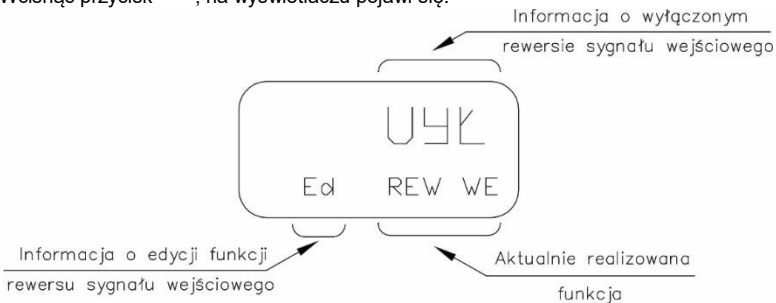 Wcisnąć przycisk , na wyświetlaczu pojawi się:
Informacja o wyłączonym
rewersie sygnału wejściowego
UYŁ
Ed REW WE
Informacja o edycji funkcji
rewersu sygnału wejściowego
Aktualnie realizowana
funkcja